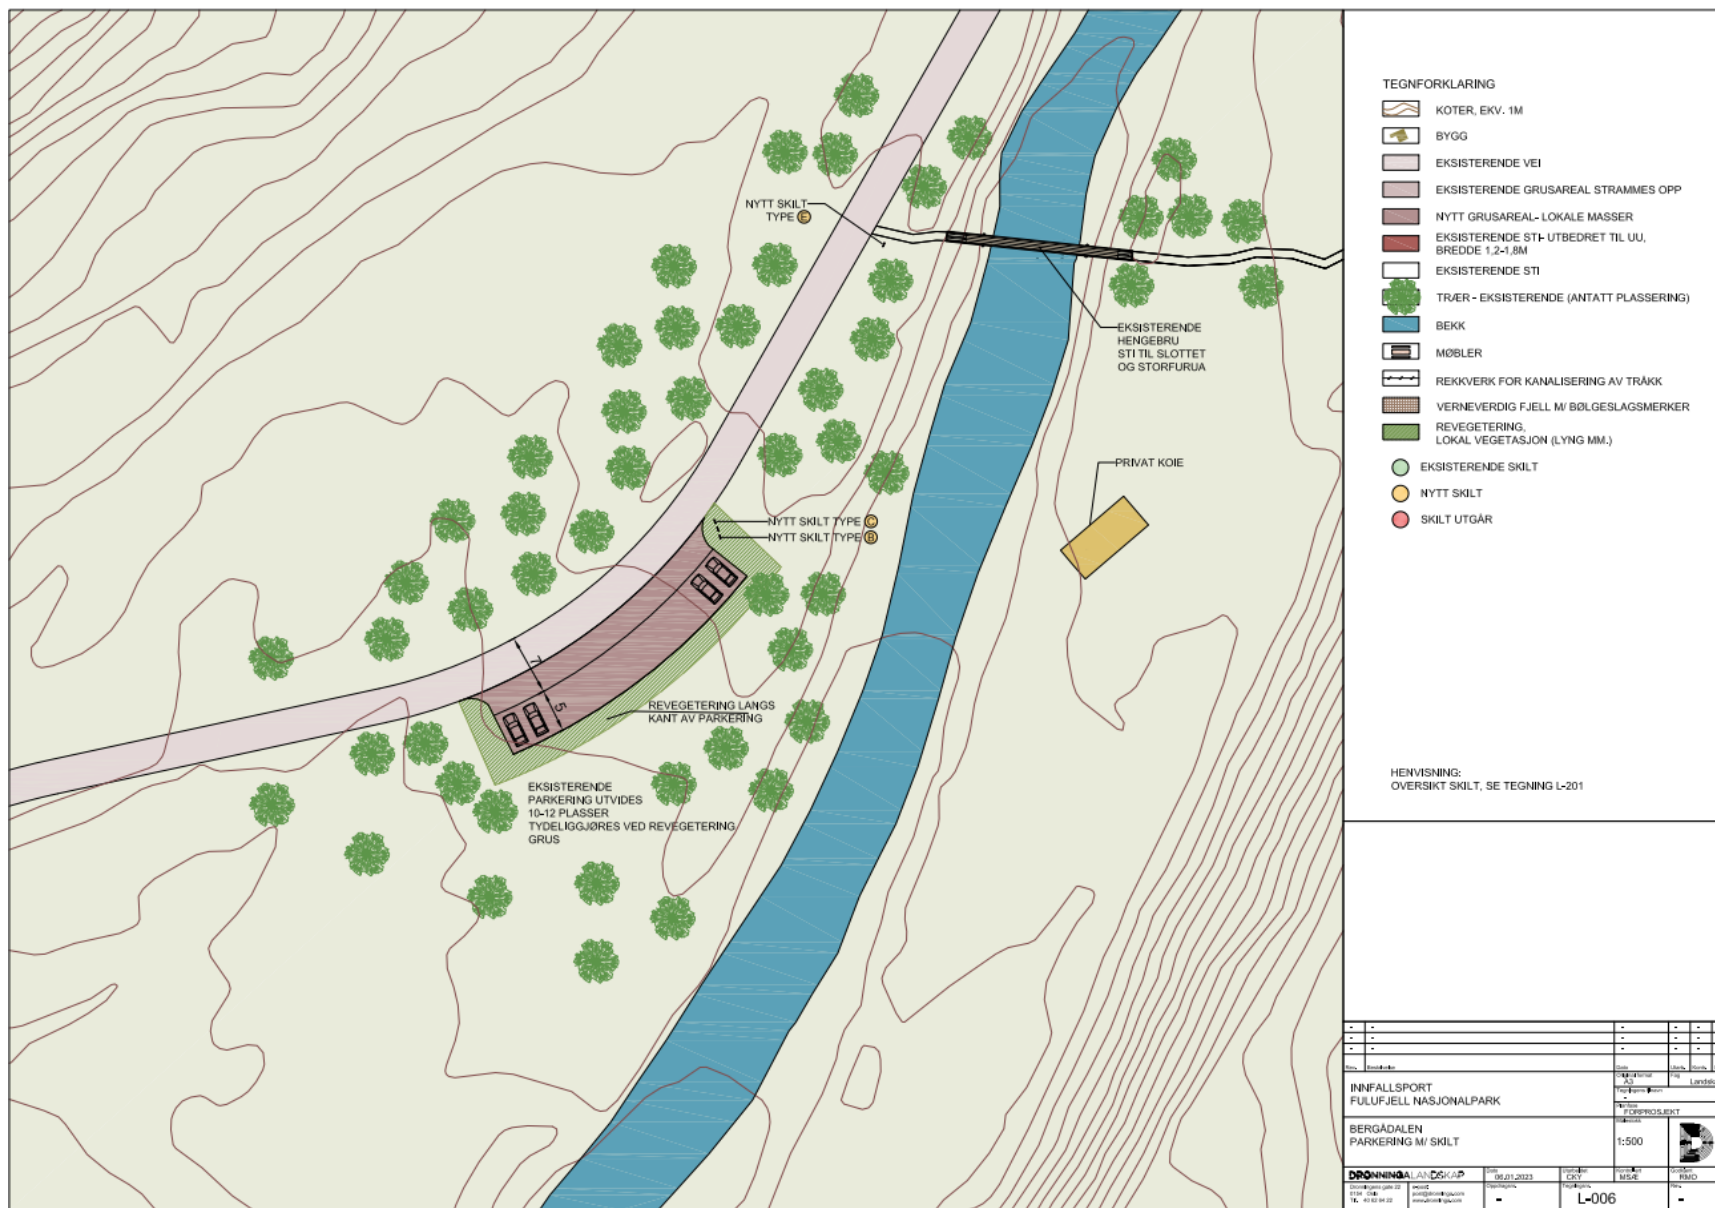 NYTT SKILT
TYPE E
EKSISTERENDE
HENGEBRU
STI TIL SLOTTET
OG STORFURUA
PRIVAT KOIE
NYTT SKILT TYPE C
NYTT SKILT TYPE B
7
5
REVEGETERING LANGS
KANT AV PARKERING
EKSISTERENDE
PARKERING UTVIDES
10-12 PLASSER
TYDELIGGJØRES VED REVEGETERING
GRUS
TEGNFORKLARING
KOTER, EKV. 1M
BYGG
EKSISTERENDE VEI
EKSISTERENDE GRUSAREAL STRAMMES OPP
NYTT GRUSAREAL- LOKALE MASSER
EKSISTERENDE STI- UTBEDRET TIL UU,
BREDDE 1,2-1,8M
EKSISTERENDE STI
TRÆR - EKSISTERENDE (ANTATT PLASSERING)
BEKK
MØBLER
REKKVERK FOR KANALISERING AV TRÅKK
VERNEVERDIG FJELL M/ BØLGESLAGSMERKER
REVEGETERING,
LOKAL VEGETASJON (LYNG MM.)
EKSISTERENDE SKILT
NYTT SKILT
SKILT UTGÅR
HENVISNING:
OVERSIKT SKILT, SE TEGNING L-201
INNFALLSPORT
FULUFJELL NASJONALPARK
A3
Landsk
FORPROSJEKT
BERGÅDALEN
PARKERING M/ SKILT
1:500
DRONNINGALANDSKAP
Dato
06.01.2023
CKY
MSÆ
RMD
L-006